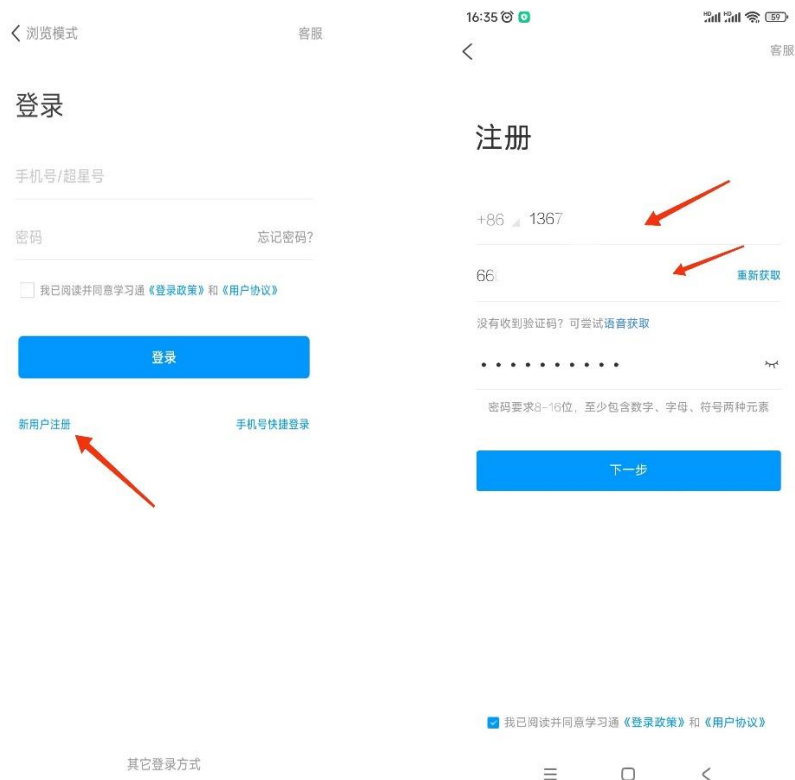 浏览模式
客服
登录
手机号/超星号
密码
忘记密码?
我已阅读并同意学习通《登录政策》和《用户协议》
登录
新用户注册
手机号快捷登录
其它登录方式
16:35
HD
HD
59
客服
注册
+86 1367
66
重新获取
没有收到验证码？可尝试语音获取
密码要求8-16位，至少包含数字、字母、符号两种元素
下一步
我已阅读并同意学习通《登录政策》和《用户协议》